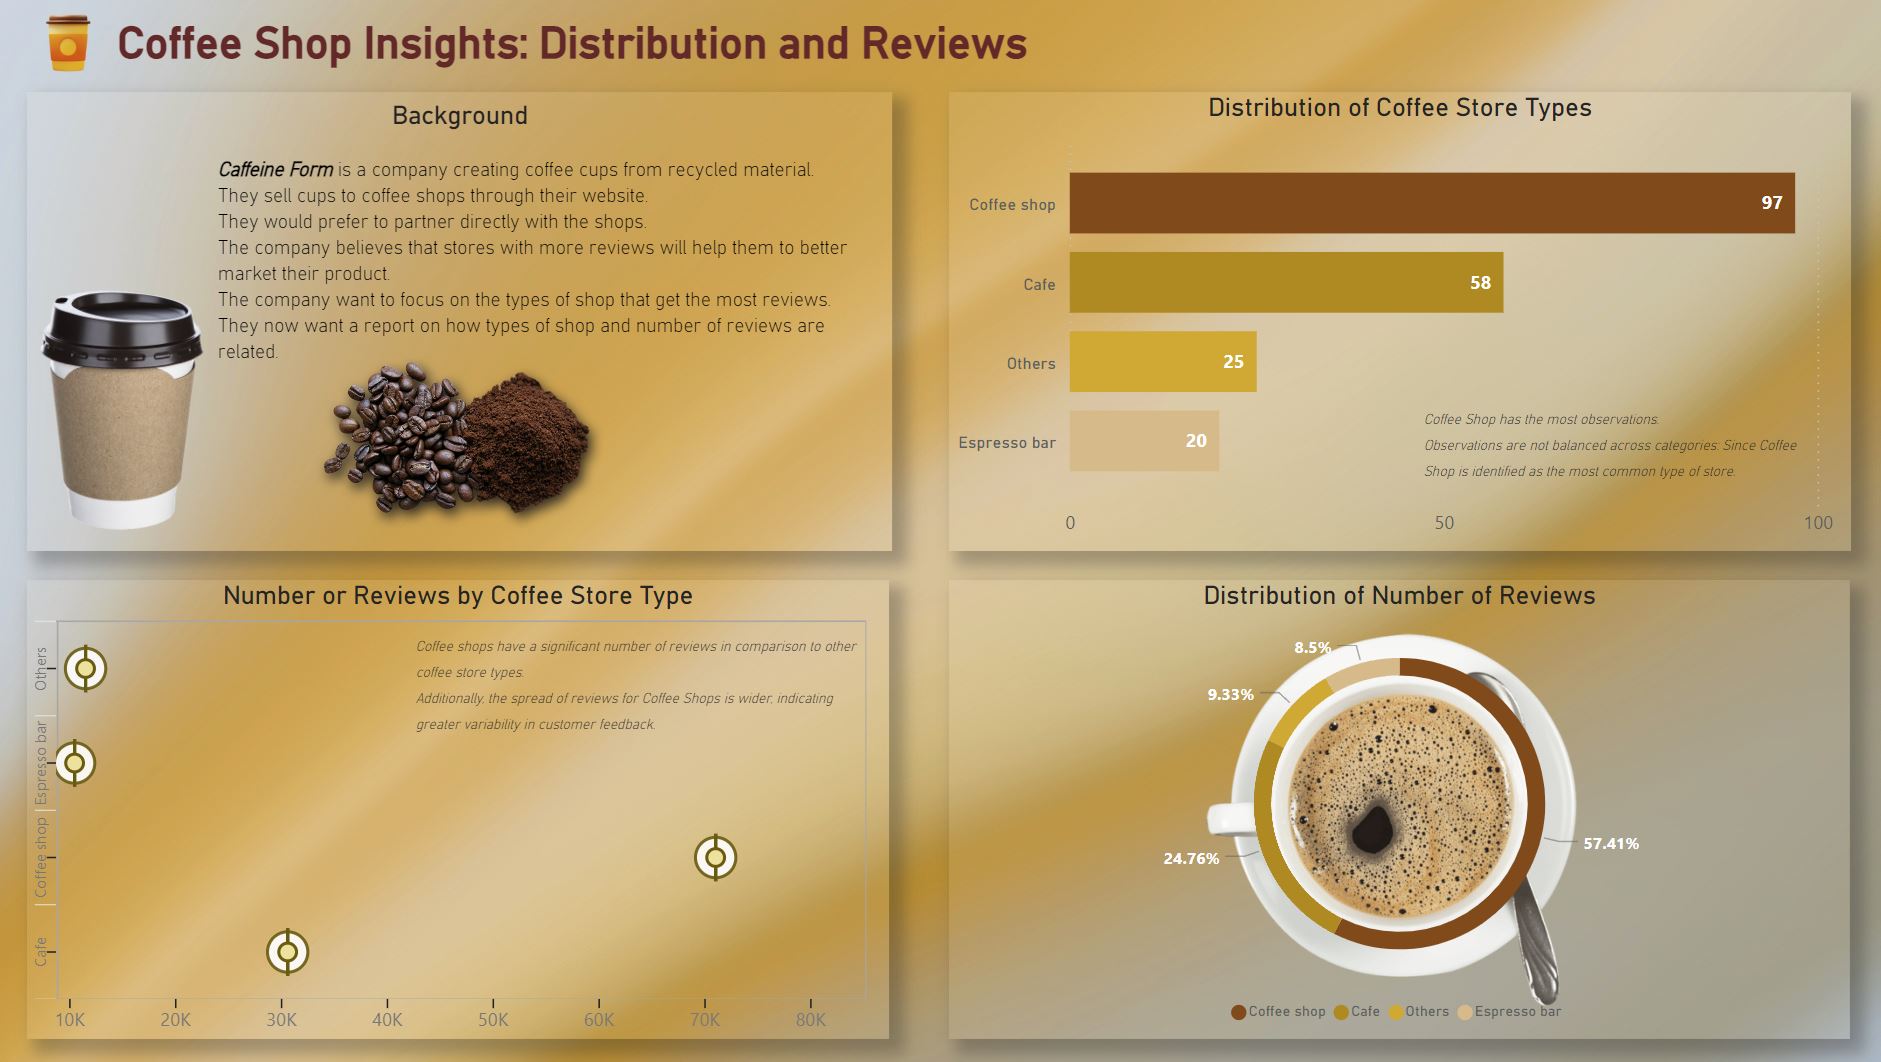 Coffee Shop Insights: Distribution and Reviews
Background
Caffeine Form is a company creating coffee cups from recycled material.
They sell cups to coffee shops through their website.
They would prefer to partner directly with the shops.
The company believes that stores with more reviews will help them to better
market their product.
The company want to focus on the types of shop that get the most reviews.
They now want a report on how types of shop and number of reviews are
related.
Distribution of Coffee Store Types
Coffee shop
97
Cafe
58
Others
25
Espresso bar
20
Coffee Shop has the most observations.
Observations are not balanced across categories. Since Coffee
Shop is identified as the most common type of store.
0
50
100
Number or Reviews by Coffee Store Type
Coffee shops have a significant number of reviews in comparison to other
coffee store types.
Additionally, the spread of reviews for Coffee Shops is wider, indicating
greater variability in customer feedback.
Others
Espresso bar
Coffee shop
Cafe
10K
20K
30K
40K
50K
60K
70K
80K
Distribution of Number of Reviews
8.5%
9.33%
24.76%
57.41%
Coffee shop
Cafe
Others
Espresso bar